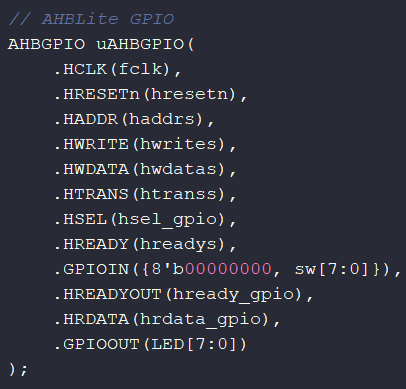 // AHBLite GPIO
AHBGPIO uAHBGPIO(
    .HCLK(fclk),
    .HRESETn(hresetn),
    .HADDR(haddrs),
    .HWRITE(hwrites),
    .HWDATA(hwdatas),
    .HTRANS(htranss),
    .HSEL(hsel_gpio),
    .HREADY(hreadys),
    .GPIOIN({8'b00000000, sw[7:0]}),
    .HREADYOUT(hready_gpio),
    .HRDATA(hrdata_gpio),
    .GPIOOUT(LED[7:0])
);